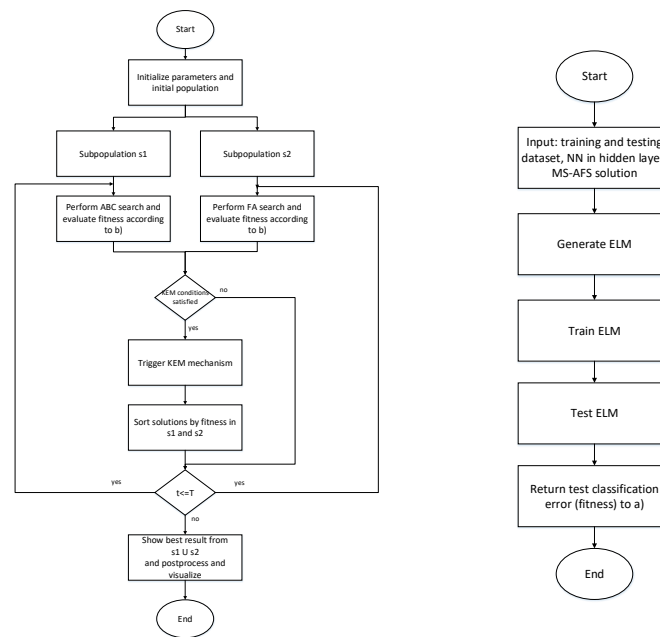 Start
Initialize parameters and
initial population
Subpopulation s1
Subpopulation s2
Perform ABC search and
evaluate fitness according
to b)
Perform FA search and
evaluate fitness according
to b)
KEM conditions
satisfied
no
yes
Trigger KEM mechanism
Sort solutions by fitness in
s1 and s2
yes
t<=T
yes
no
Show best result from
s1 U s2
and postprocess and
visualize
End
Start
Input: training and testing
dataset, NN in hidden layer
MS-AFS solution
Generate ELM
Train ELM
Test ELM
Return test classification
error (fitness) to a)
End